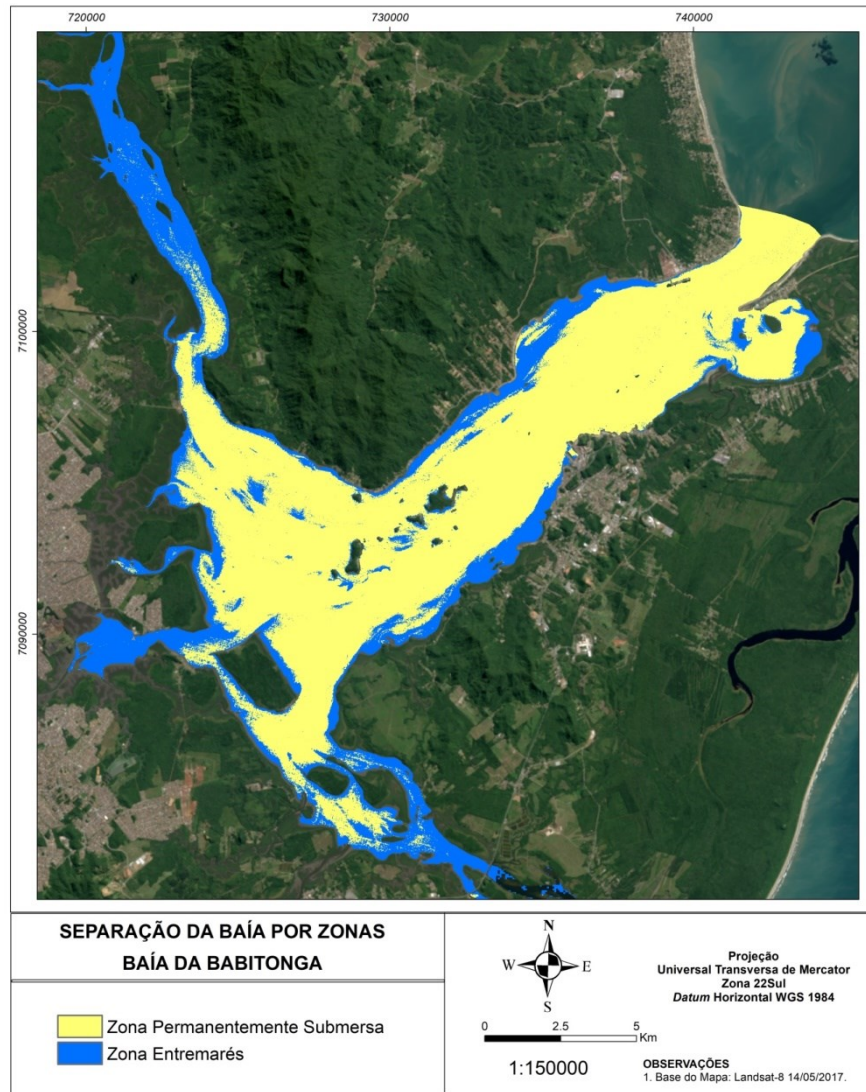 720000
730000
740000
7100000
7090000
SEPARAÇÃO DA BAÍA POR ZONAS
BAÍA DA BABITONGA
Zona Permanentemente Submersa
Zona Entremarés
N
W
E
S
0
2.5
5
Km
1:150000
Projeção
Universal Transversa de Mercator
Zona 22Sul
Datum Horizontal WGS 1984
OBSERVAÇÕES
1. Base do Mapa: Landsat-8 14/05/2017.